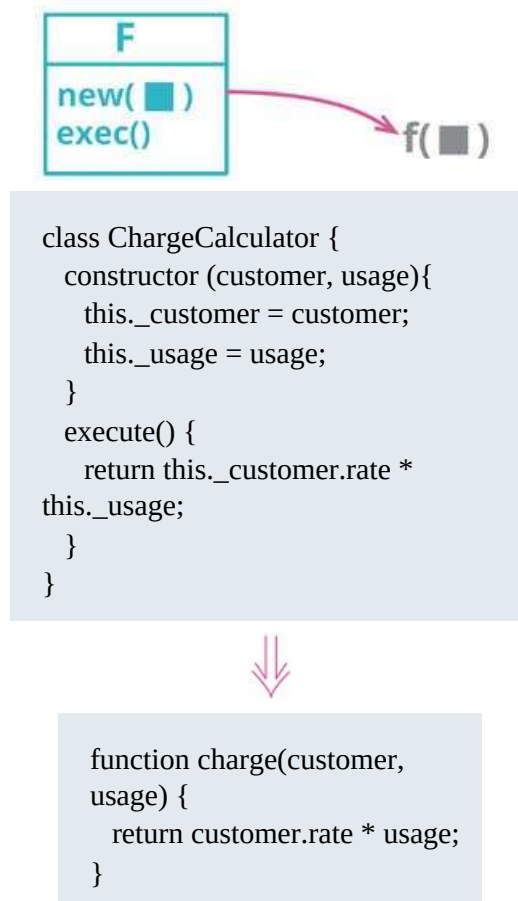 F
new( ■ )
exec()
f( ■ )
class ChargeCalculator {
  constructor (customer, usage){
    this._customer = customer;
    this._usage = usage;
  }
  execute() {
    return this._customer.rate *
this._usage;
  }
}
function charge(customer,
usage) {
  return customer.rate * usage;
}